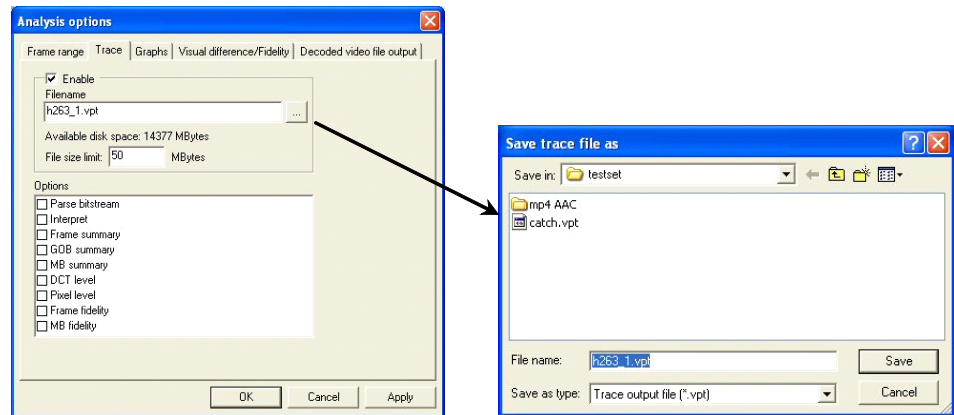 Analysis options
Frame range Trace Graphs Visual difference/Fidelity Decoded video file output
Enable
Filename
h263_1.vpt ...
Available disk space: 14377 MBytes
File size limit: 50 MBytes
Options
Parse bitstream
Interpret
Frame summary
GOB summary
MB summary
DCT level
Pixel level
Frame fidelity
MB fidelity
OK Cancel Apply
Save trace file as
Save in: testset
mp4 AAC
catch.vpt
File name: h263_1.vpt Save
Save as type: Trace output file (*.vpt) Cancel